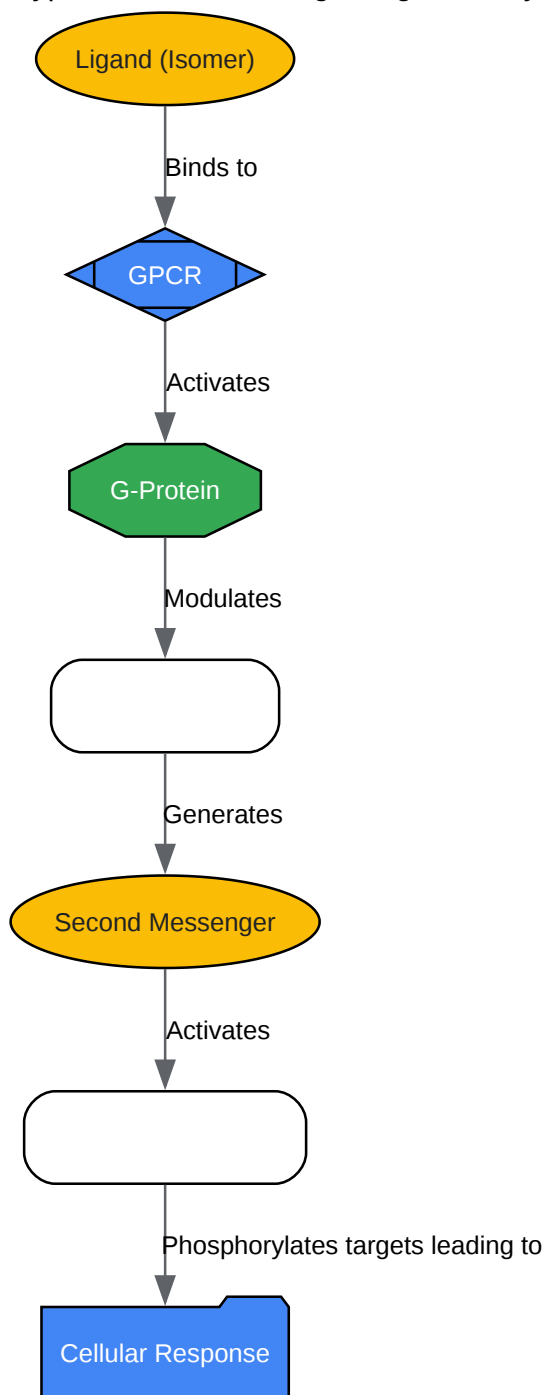 Ligand (Isomer)
Binds to
GPCR
Activates
G-Protein
Modulates
Generates
Second Messenger
Activates
Phosphorylates targets leading to
Cellular Response